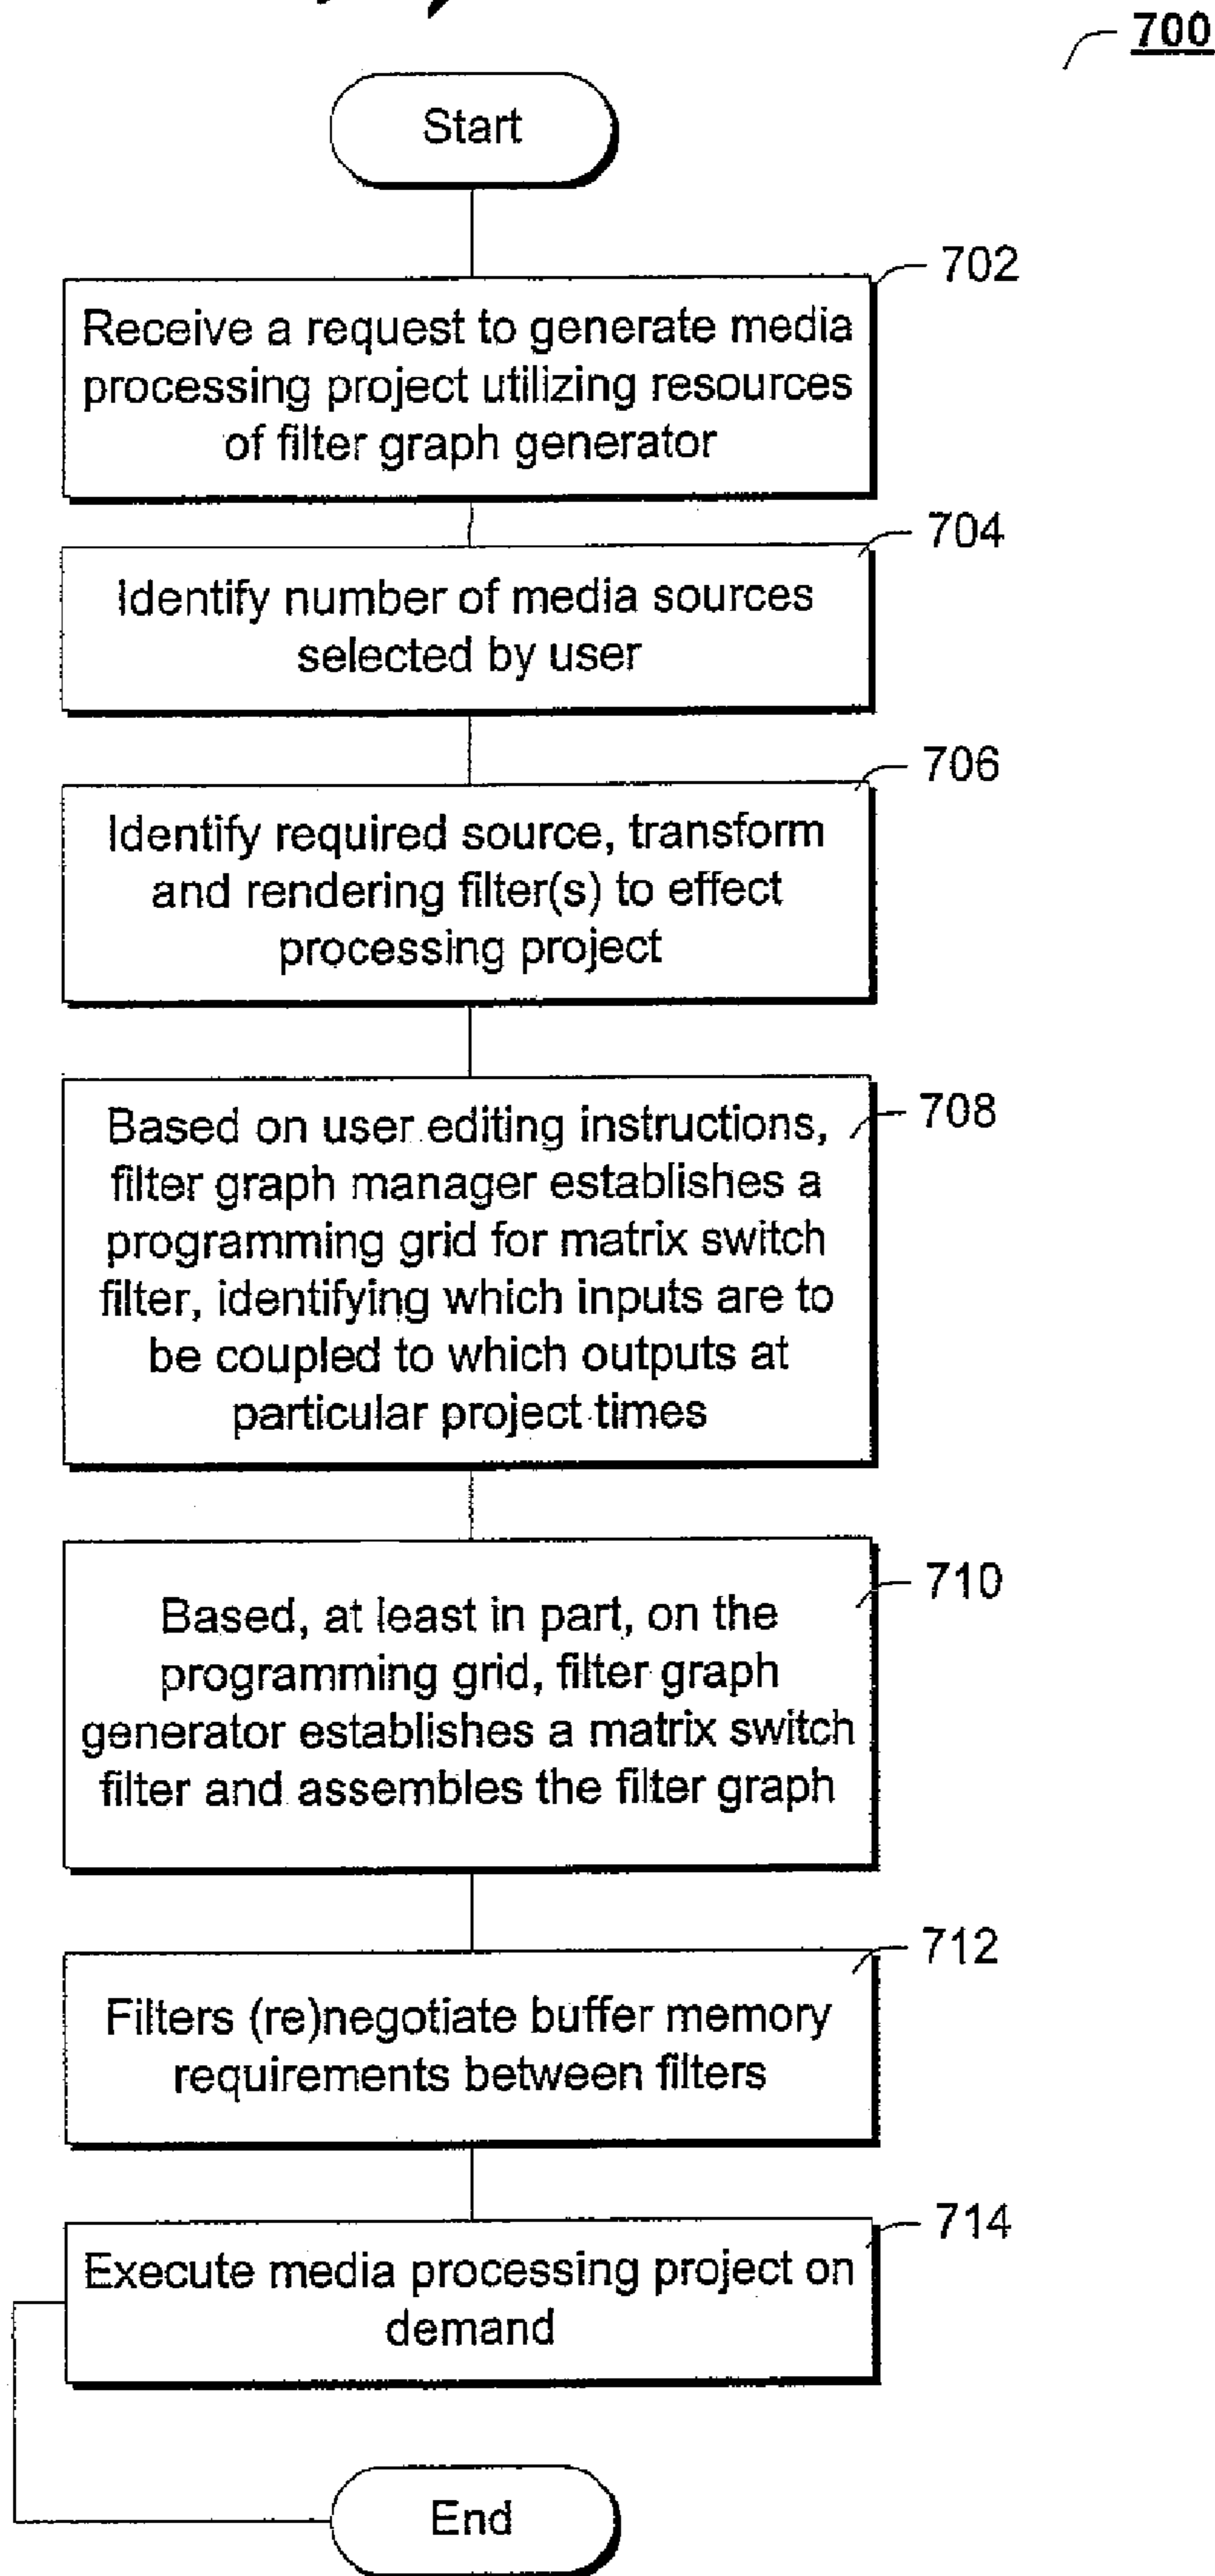 700
Start
702
Receive a request to generate media
processing project utilizing resources
of filter graph generator
704
Identify number of media sources
selected by user
706
Identify required source, transform
and rendering filter(s) to effect
processing project
708
Based on user editing instructions,
filter graph manager establishes a
programming grid for matrix switch
filter, identifying which inputs are to
be coupled to which outputs at
particular project times
710
Based, at least in part, on the
programming grid, filter graph
generator establishes a matrix switch
filter and assembles the filter graph
712
Filters (re)negotiate buffer memory
requirements between filters
714
Execute media processing project on
demand
End